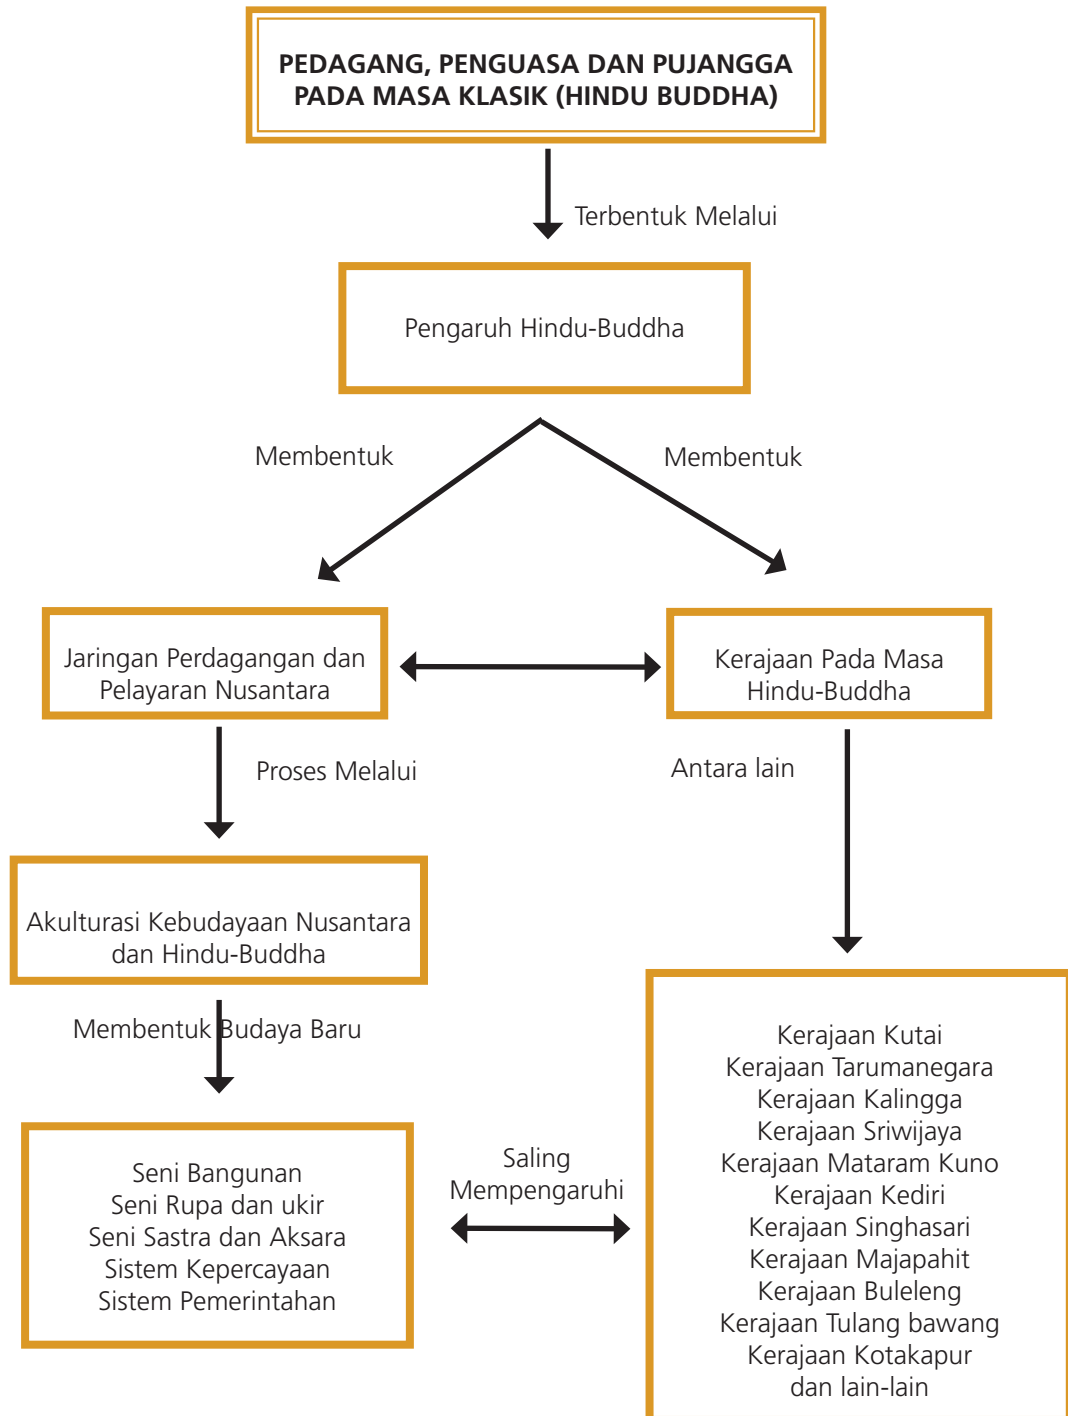 PEDAGANG, PENGUASA DAN PUJANGGA
PADA MASA KLASIK (HINDU BUDDHA)
Terbentuk Melalui
Pengaruh Hindu-Buddha
Membentuk
Membentuk
Jaringan Perdagangan dan
Pelayaran Nusantara
Kerajaan Pada Masa
Hindu-Buddha
Proses Melalui
Antara lain
Akulturasi Kebudayaan Nusantara
dan Hindu-Buddha
Membentuk Budaya Baru
Seni Bangunan
Seni Rupa dan ukir
Seni Sastra dan Aksara
Sistem Kepercayaan
Sistem Pemerintahan
Saling
Mempengaruhi
Kerajaan Kutai
Kerajaan Tarumanegara
Kerajaan Kalingga
Kerajaan Sriwijaya
Kerajaan Mataram Kuno
Kerajaan Kediri
Kerajaan Singhasari
Kerajaan Majapahit
Kerajaan Buleleng
Kerajaan Tulang bawang
Kerajaan Kotakapur
dan lain-lain